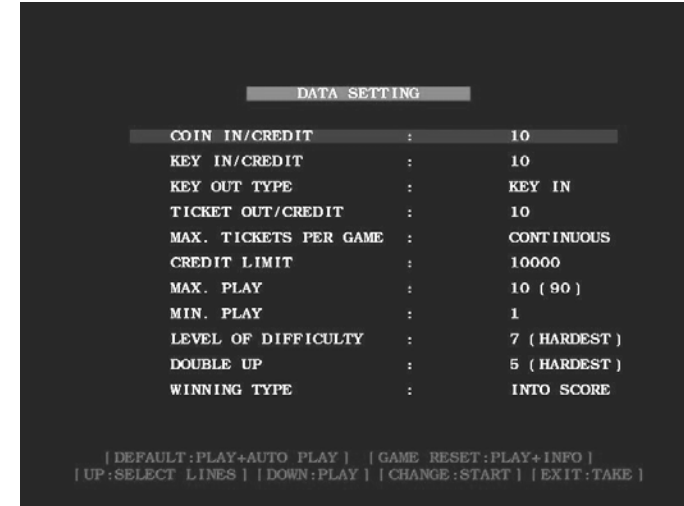 DATA SETTING
COIN IN/CREDIT : 10
KEY IN/CREDIT : 10
KEY OUT TYPE : KEY IN
TICKET OUT/CREDIT : 10
MAX. TICKETS PER GAME : CONTINUOUS
CREDIT LIMIT : 10000
MAX. PLAY : 10 (90)
MIN. PLAY : 1
LEVEL OF DIFFICULTY : 7 (HARDEST)
DOUBLE UP : 5 (HARDEST)
WINNING TYPE : INTO SCORE
[DEFAULT:PLAY+AUTO PLAY] [GAME RESET:PLAY+INFO]
[UP:SELECT LINES] [DOWN:PLAY] [CHANGE:START] [EXIT:TAKE]